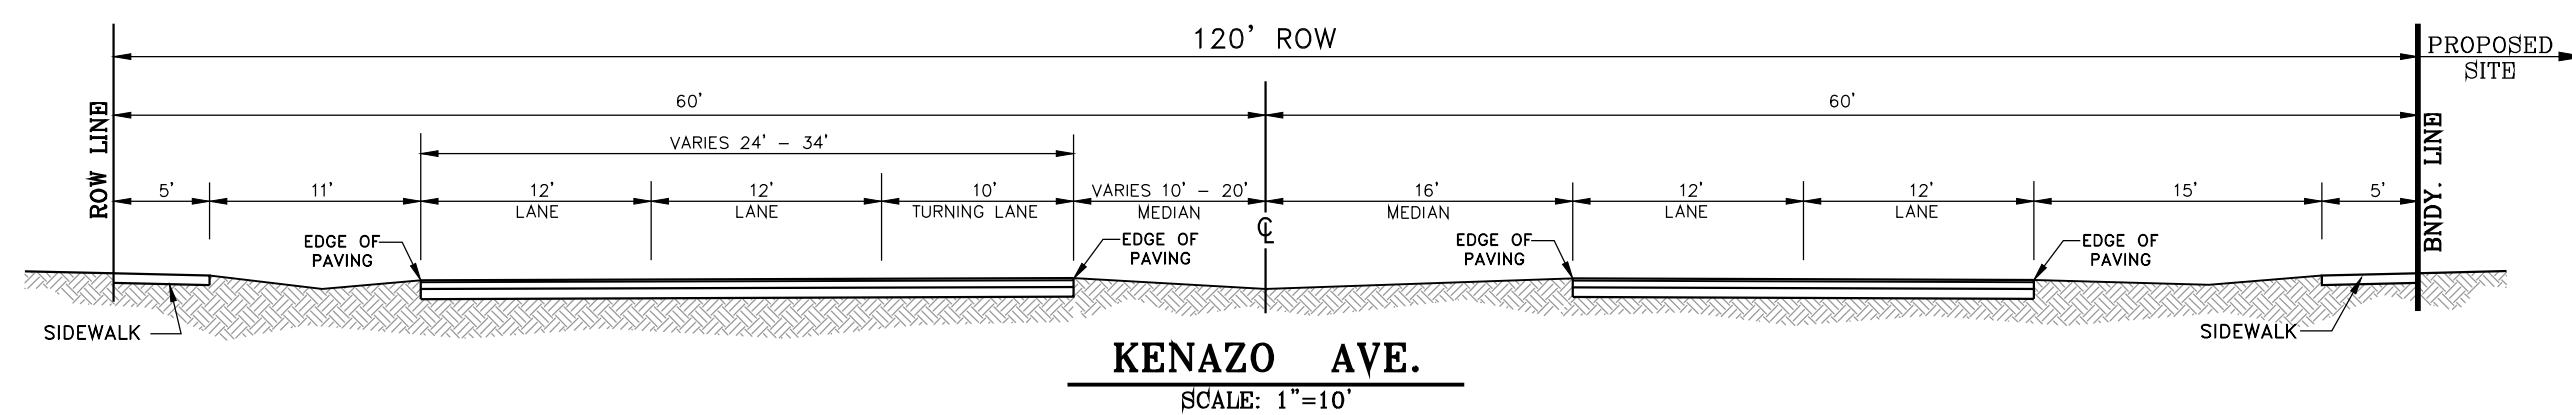 120' ROW
PROPOSED
SITE
60'
60'
VARIES 24' - 34'
ROW LINE
BNDY. LINE
5'
11'
12'
LANE
12'
LANE
10'
TURNING LANE
VARIES 10' - 20'
MEDIAN
16'
MEDIAN
12'
LANE
12'
LANE
15'
5'
℄
EDGE OF
PAVING
EDGE OF
PAVING
EDGE OF
PAVING
EDGE OF
PAVING
SIDEWALK
SIDEWALK
KENAZO AVE.
SCALE: 1"=10'